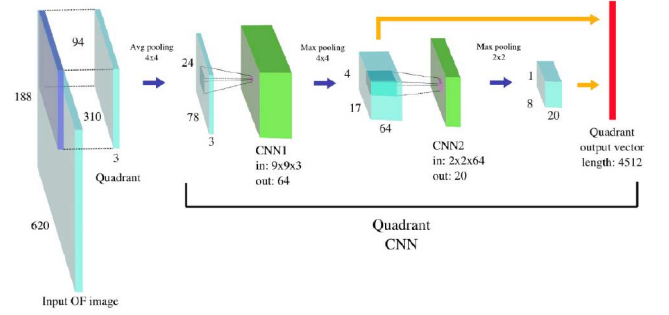 94
188
310
3
Quadrant
620
Input OF image
Avg pooling
4x4
24
78
3
CNN1
in: 9x9x3
out: 64
Max pooling
4x4
4
17
64
CNN2
in: 2x2x64
out: 20
Max pooling
2x2
1
8
20
Quadrant
output vector
length: 4512
Quadrant
CNN